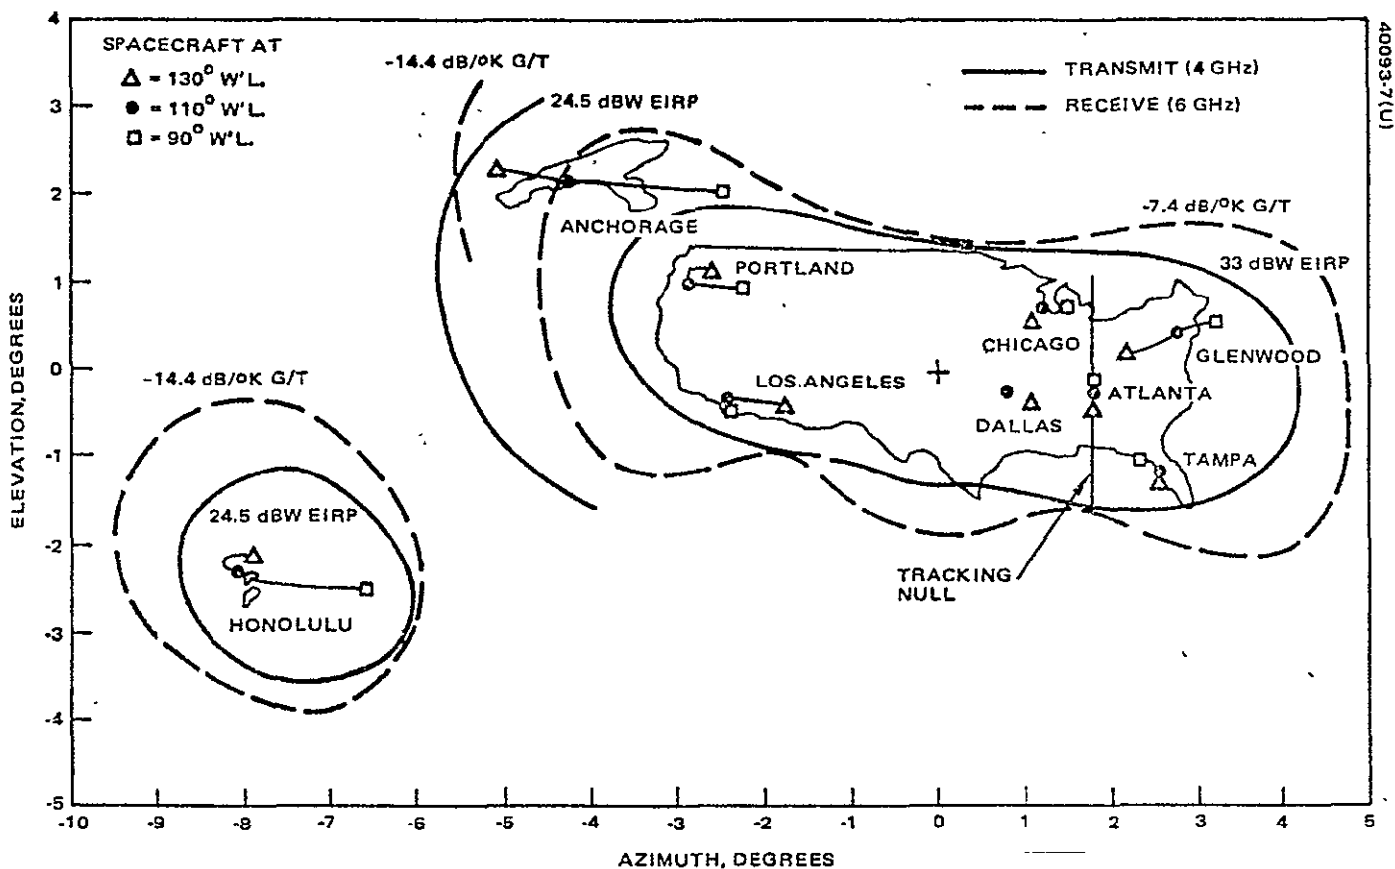 40093-7(U)
SPACECRAFT AT
△ = 130° W'L.
● = 110° W'L.
□ = 90° W'L.
-14.4 dB/°K G/T
24.5 dBW EIRP
TRANSMIT (4 GHz)
RECEIVE (6 GHz)
-7.4 dB/°K G/T
33 dBW EIRP
ANCHORAGE
PORTLAND
CHICAGO
GLENWOOD
LOS ANGELES
ATLANTA
DALLAS
TAMPA
-14.4 dB/°K G/T
24.5 dBW EIRP
HONOLULU
TRACKING
NULL
ELEVATION, DEGREES
4
3
2
1
0
-1
-2
-3
-4
-5
-10
-9
-8
-7
-6
-5
-4
-3
-2
-1
0
1
2
3
4
5
AZIMUTH, DEGREES